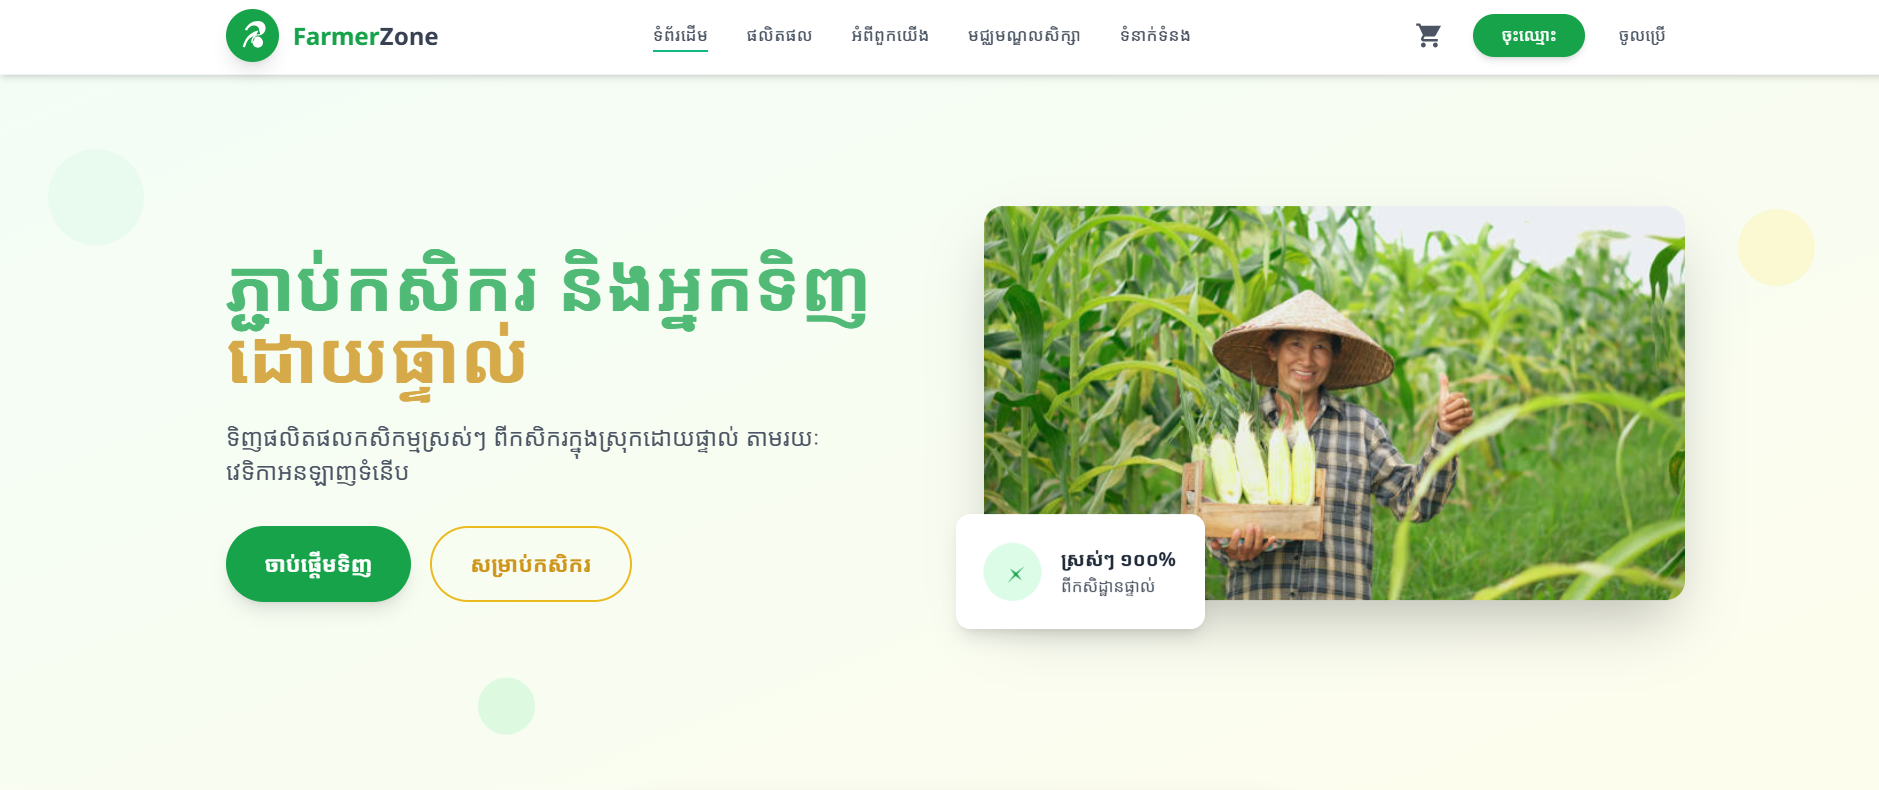 FarmerZone
ទំព័រដើម
ផលិតផល
អំពីពួកយើង
មជ្ឈមណ្ឌលសិក្សា
ទំនាក់ទំនង
ចុះឈ្មោះ
ចូលប្រើ
ភ្ជាប់កសិករ និងអ្នកទិញ
ដោយផ្ទាល់
ទិញផលិតផលកសិកម្មស្រស់ៗ ពីកសិករក្នុងស្រុកដោយផ្ទាល់ តាមរយៈ
វេទិកាអនឡាញទំនើប
ចាប់ផ្តើមទិញ
សម្រាប់កសិករ
ស្រស់ៗ ១០០%
ពីកសិដ្ឋានផ្ទាល់